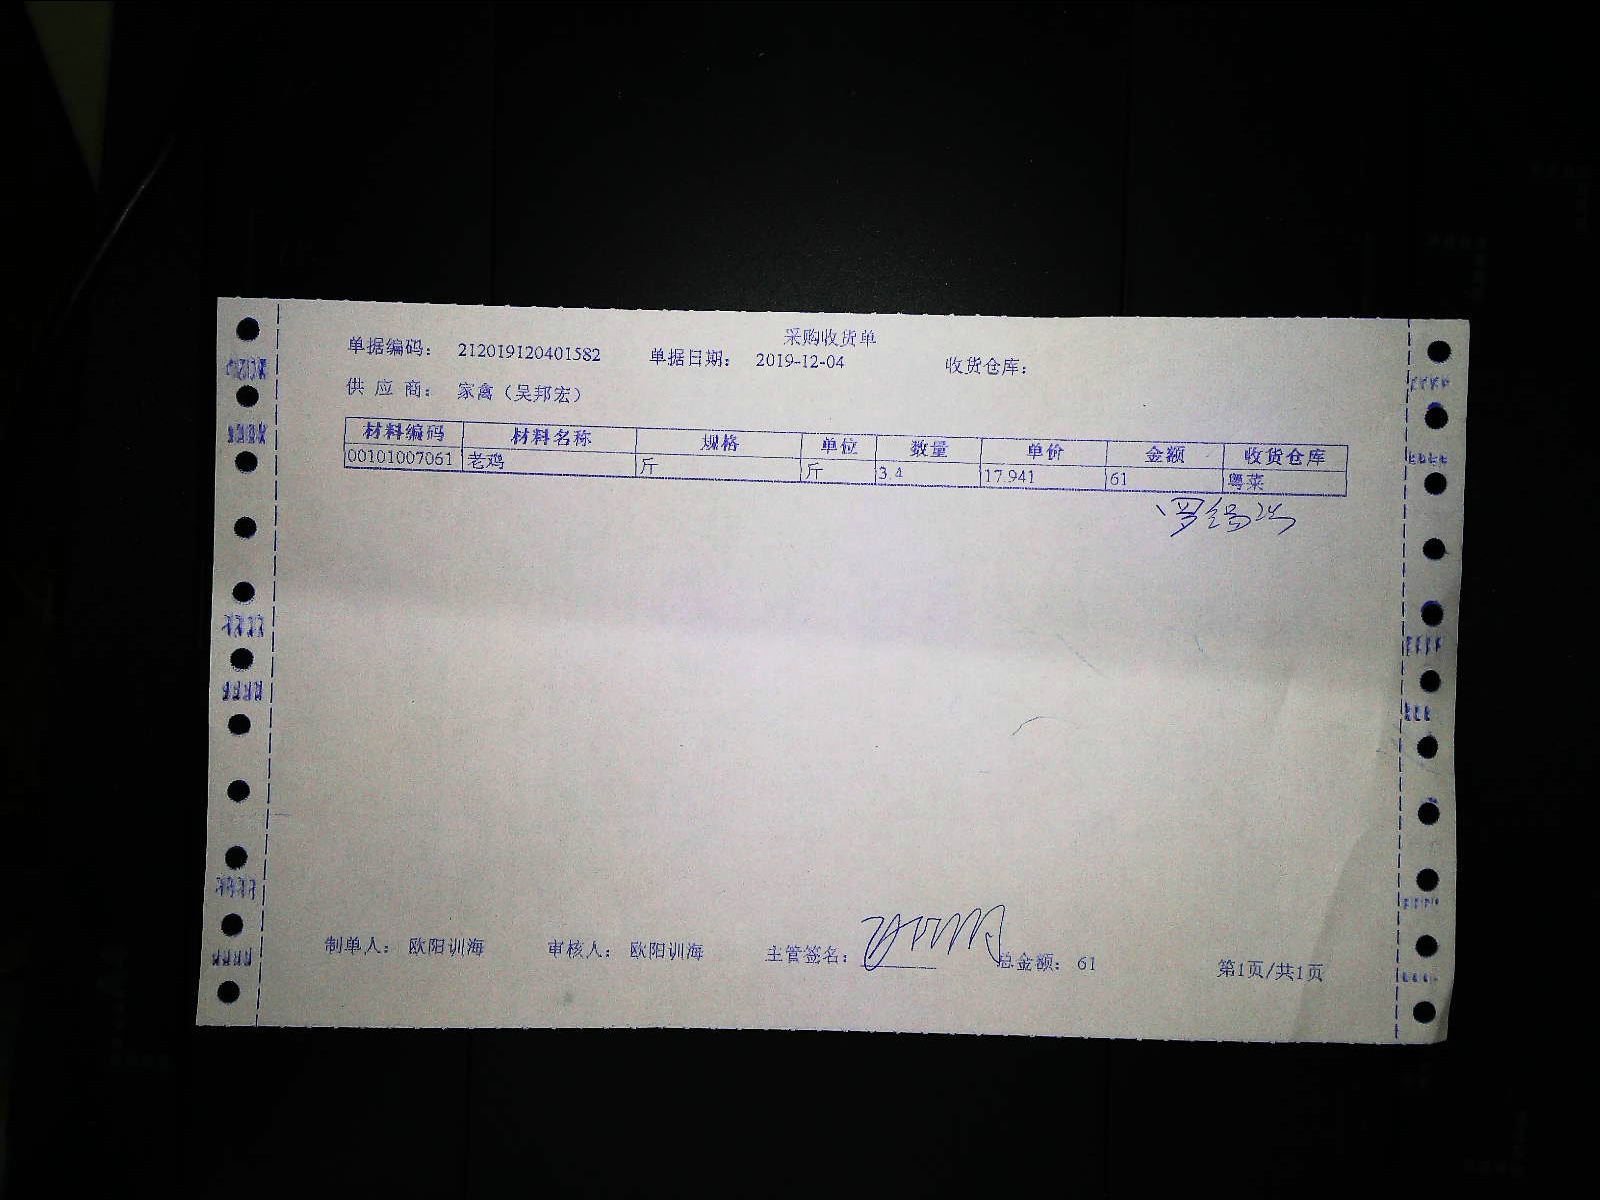 采购收货单
单据编码： 212019120401582 单据日期： 2019-12-04 收货仓库：
供 应 商： 家禽（吴邦宏）
材料编码 材料名称 规格 单位 数量 单价 金额 收货仓库
00101007061 老鸡 斤 斤 3.4 17.941 61 粤菜
制单人： 欧阳训海 审核人： 欧阳训海 主管签名： 总金额： 61 第1页/共1页